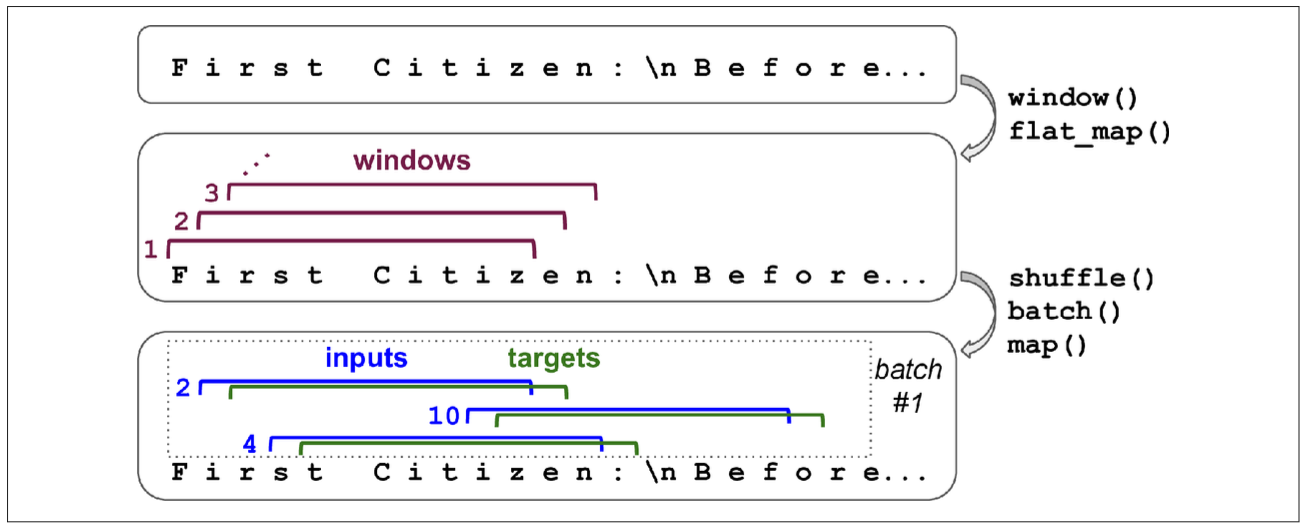 First Citizen:\nBefore...
window()
flat_map()
windows
3
2
1
First Citizen:\nBefore...
shuffle()
batch()
map()
inputs targets
batch
#1
2
10
4
First Citizen:\nBefore...